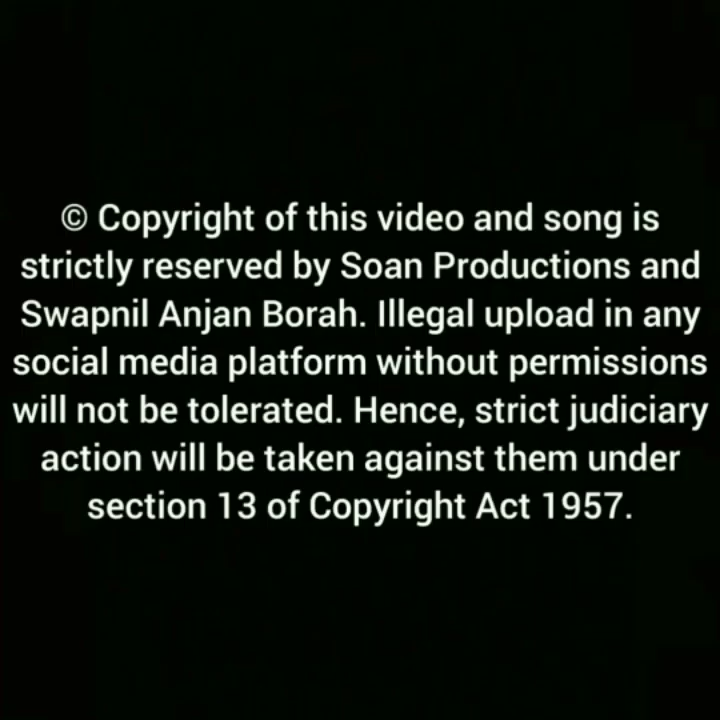 © Copyright of this video and song is
strictly reserved by Soan Productions and
Swapnil Anjan Borah. Illegal upload in any
social media platform without permissions
will not be tolerated. Hence, strict judiciary
action will be taken against them under
section 13 of Copyright Act 1957.